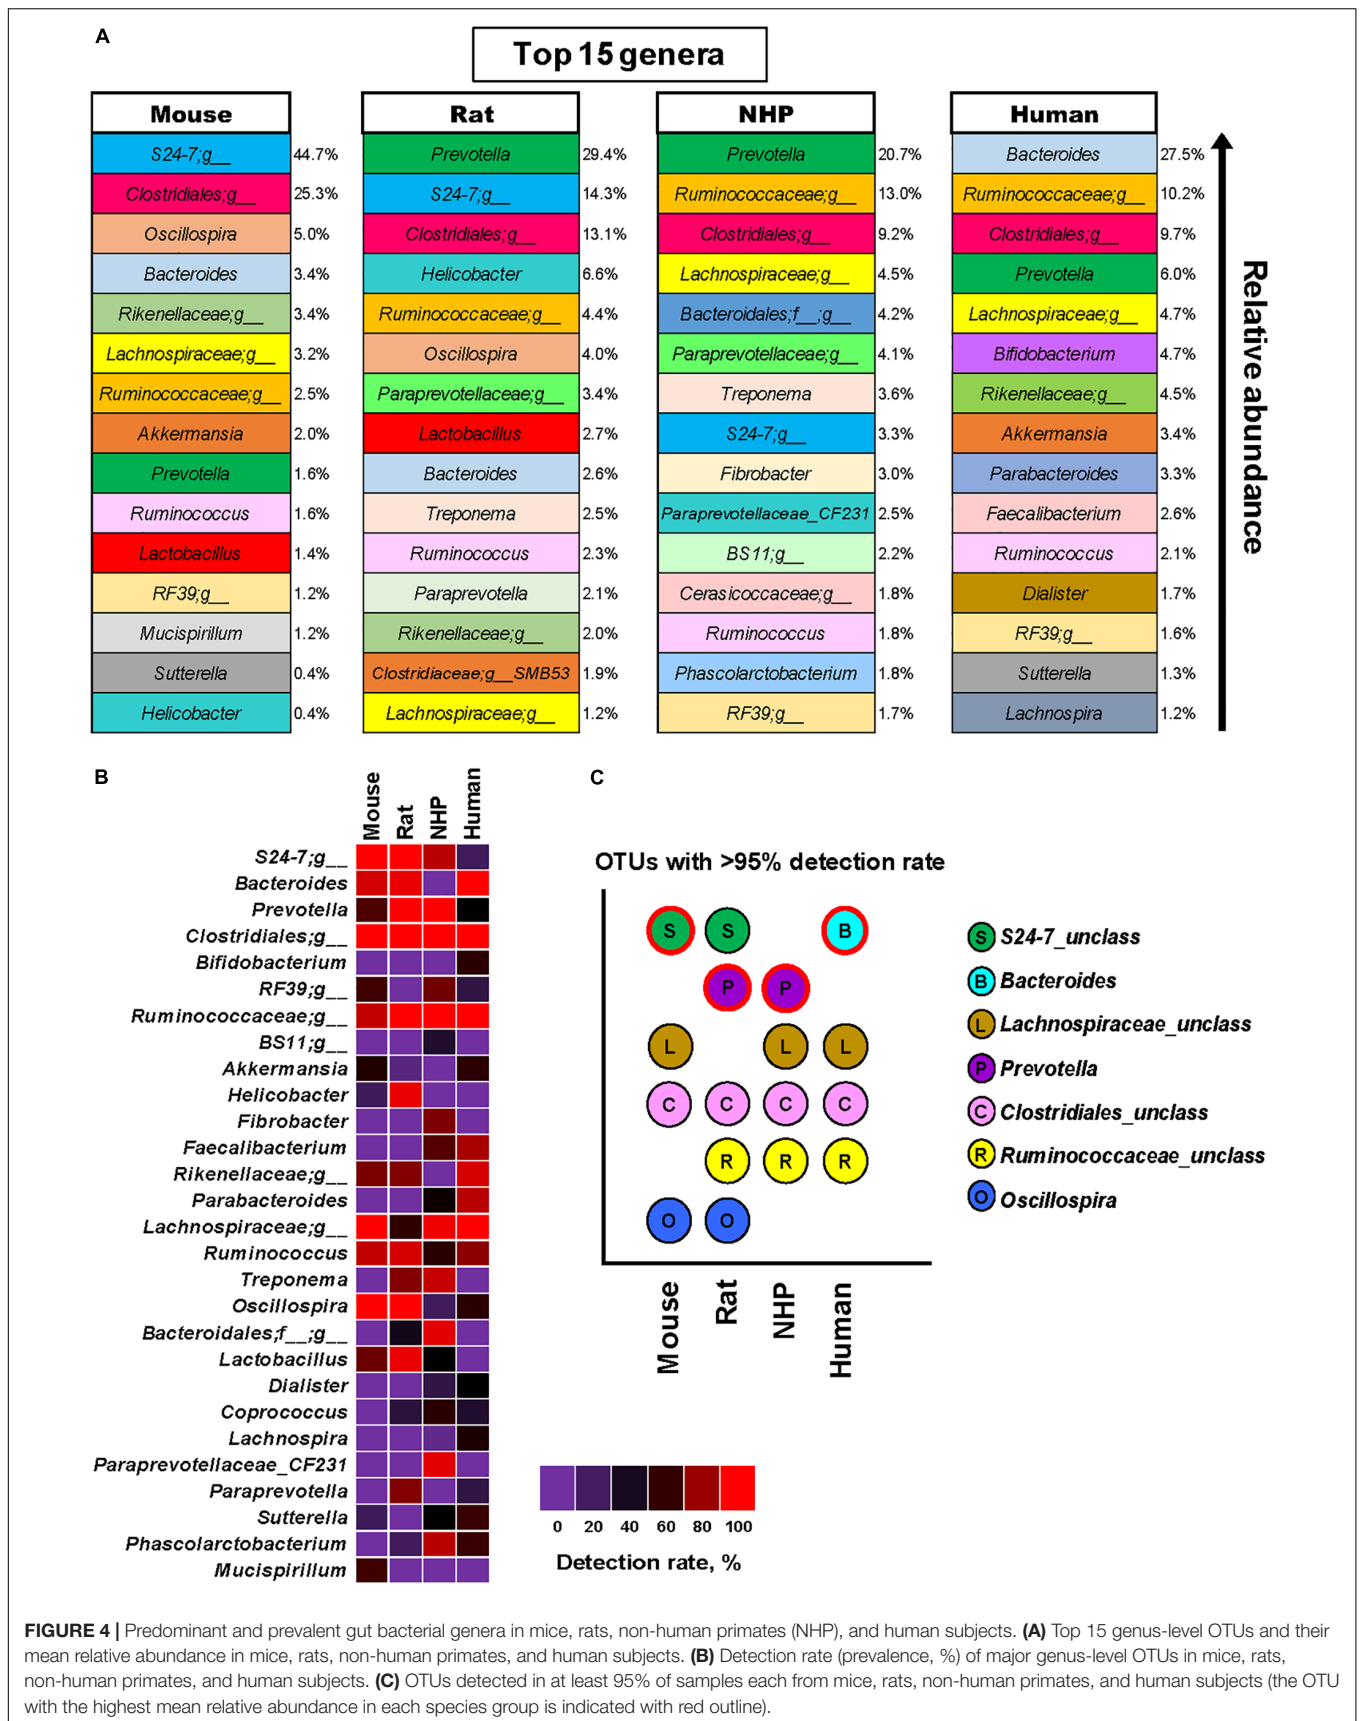 A
Top 15 genera
Mouse
S24-7;g__ 44.7%
Clostridiales;g__ 25.3%
Oscillospira 5.0%
Bacteroides 3.4%
Rikenellaceae;g__ 3.4%
Lachnospiraceae;g__ 3.2%
Ruminococcaceae;g__ 2.5%
Akkermansia 2.0%
Prevotella 1.6%
Ruminococcus 1.6%
Lactobacillus 1.4%
RF39;g__ 1.2%
Mucispirillum 1.2%
Sutterella 0.4%
Helicobacter 0.4%
Rat
Prevotella 29.4%
S24-7;g__ 14.3%
Clostridiales;g__ 13.1%
Helicobacter 6.6%
Ruminococcaceae;g__ 4.4%
Oscillospira 4.0%
Paraprevotellaceae;g__ 3.4%
Lactobacillus 2.7%
Bacteroides 2.6%
Treponema 2.5%
Ruminococcus 2.3%
Paraprevotella 2.1%
Rikenellaceae;g__ 2.0%
Clostridiaceae;g__SMB53 1.9%
Lachnospiraceae;g__ 1.2%
NHP
Prevotella 20.7%
Ruminococcaceae;g__ 13.0%
Clostridiales;g__ 9.2%
Lachnospiraceae;g__ 4.5%
Bacteroidales;f__;g__ 4.2%
Paraprevotellaceae;g__ 4.1%
Treponema 3.6%
S24-7;g__ 3.3%
Fibrobacter 3.0%
Paraprevotellaceae_CF231 2.5%
BS11;g__ 2.2%
Cerasicoccaceae;g__ 1.8%
Ruminococcus 1.8%
Phascolarctobacterium 1.8%
RF39;g__ 1.7%
Human
Bacteroides 27.5%
Ruminococcaceae;g__ 10.2%
Clostridiales;g__ 9.7%
Prevotella 6.0%
Lachnospiraceae;g__ 4.7%
Bifidobacterium 4.7%
Rikenellaceae;g__ 4.5%
Akkermansia 3.4%
Parabacteroides 3.3%
Faecalibacterium 2.6%
Ruminococcus 2.1%
Dialister 1.7%
RF39;g__ 1.6%
Sutterella 1.3%
Lachnospira 1.2%
Relative abundance
B
Mouse
Rat
NHP
Human
S24-7;g__
Bacteroides
Prevotella
Clostridiales;g__
Bifidobacterium
RF39;g__
Ruminococcaceae;g__
BS11;g__
Akkermansia
Helicobacter
Fibrobacter
Faecalibacterium
Rikenellaceae;g__
Parabacteroides
Lachnospiraceae;g__
Ruminococcus
Treponema
Oscillospira
Bacteroidales;f__;g__
Lactobacillus
Dialister
Coprococcus
Lachnospira
Paraprevotellaceae_CF231
Paraprevotella
Sutterella
Phascolarctobacterium
Mucispirillum
0 20 40 60 80 100
Detection rate, %
C
OTUs with >95% detection rate
S S B
P P
L L L
C C C C
R R R
O O
Mouse
Rat
NHP
Human
S S24-7_unclass
B Bacteroides
L Lachnospiraceae_unclass
P Prevotella
C Clostridiales_unclass
R Ruminococcaceae_unclass
O Oscillospira
FIGURE 4 | Predominant and prevalent gut bacterial genera in mice, rats, non-human primates (NHP), and human subjects. (A) Top 15 genus-level OTUs and their
mean relative abundance in mice, rats, non-human primates, and human subjects. (B) Detection rate (prevalence, %) of major genus-level OTUs in mice, rats,
non-human primates, and human subjects. (C) OTUs detected in at least 95% of samples each from mice, rats, non-human primates, and human subjects (the OTU
with the highest mean relative abundance in each species group is indicated with red outline).